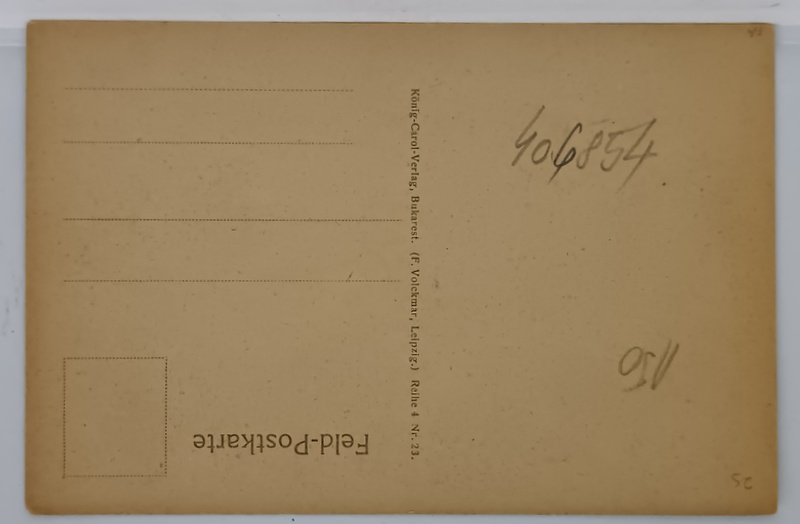 Feld-Postkarte
König-Carol-Verlag, Bukarest. (F. Volckmar, Leipzig.) Reihe 4 Nr. 23.
406854
150